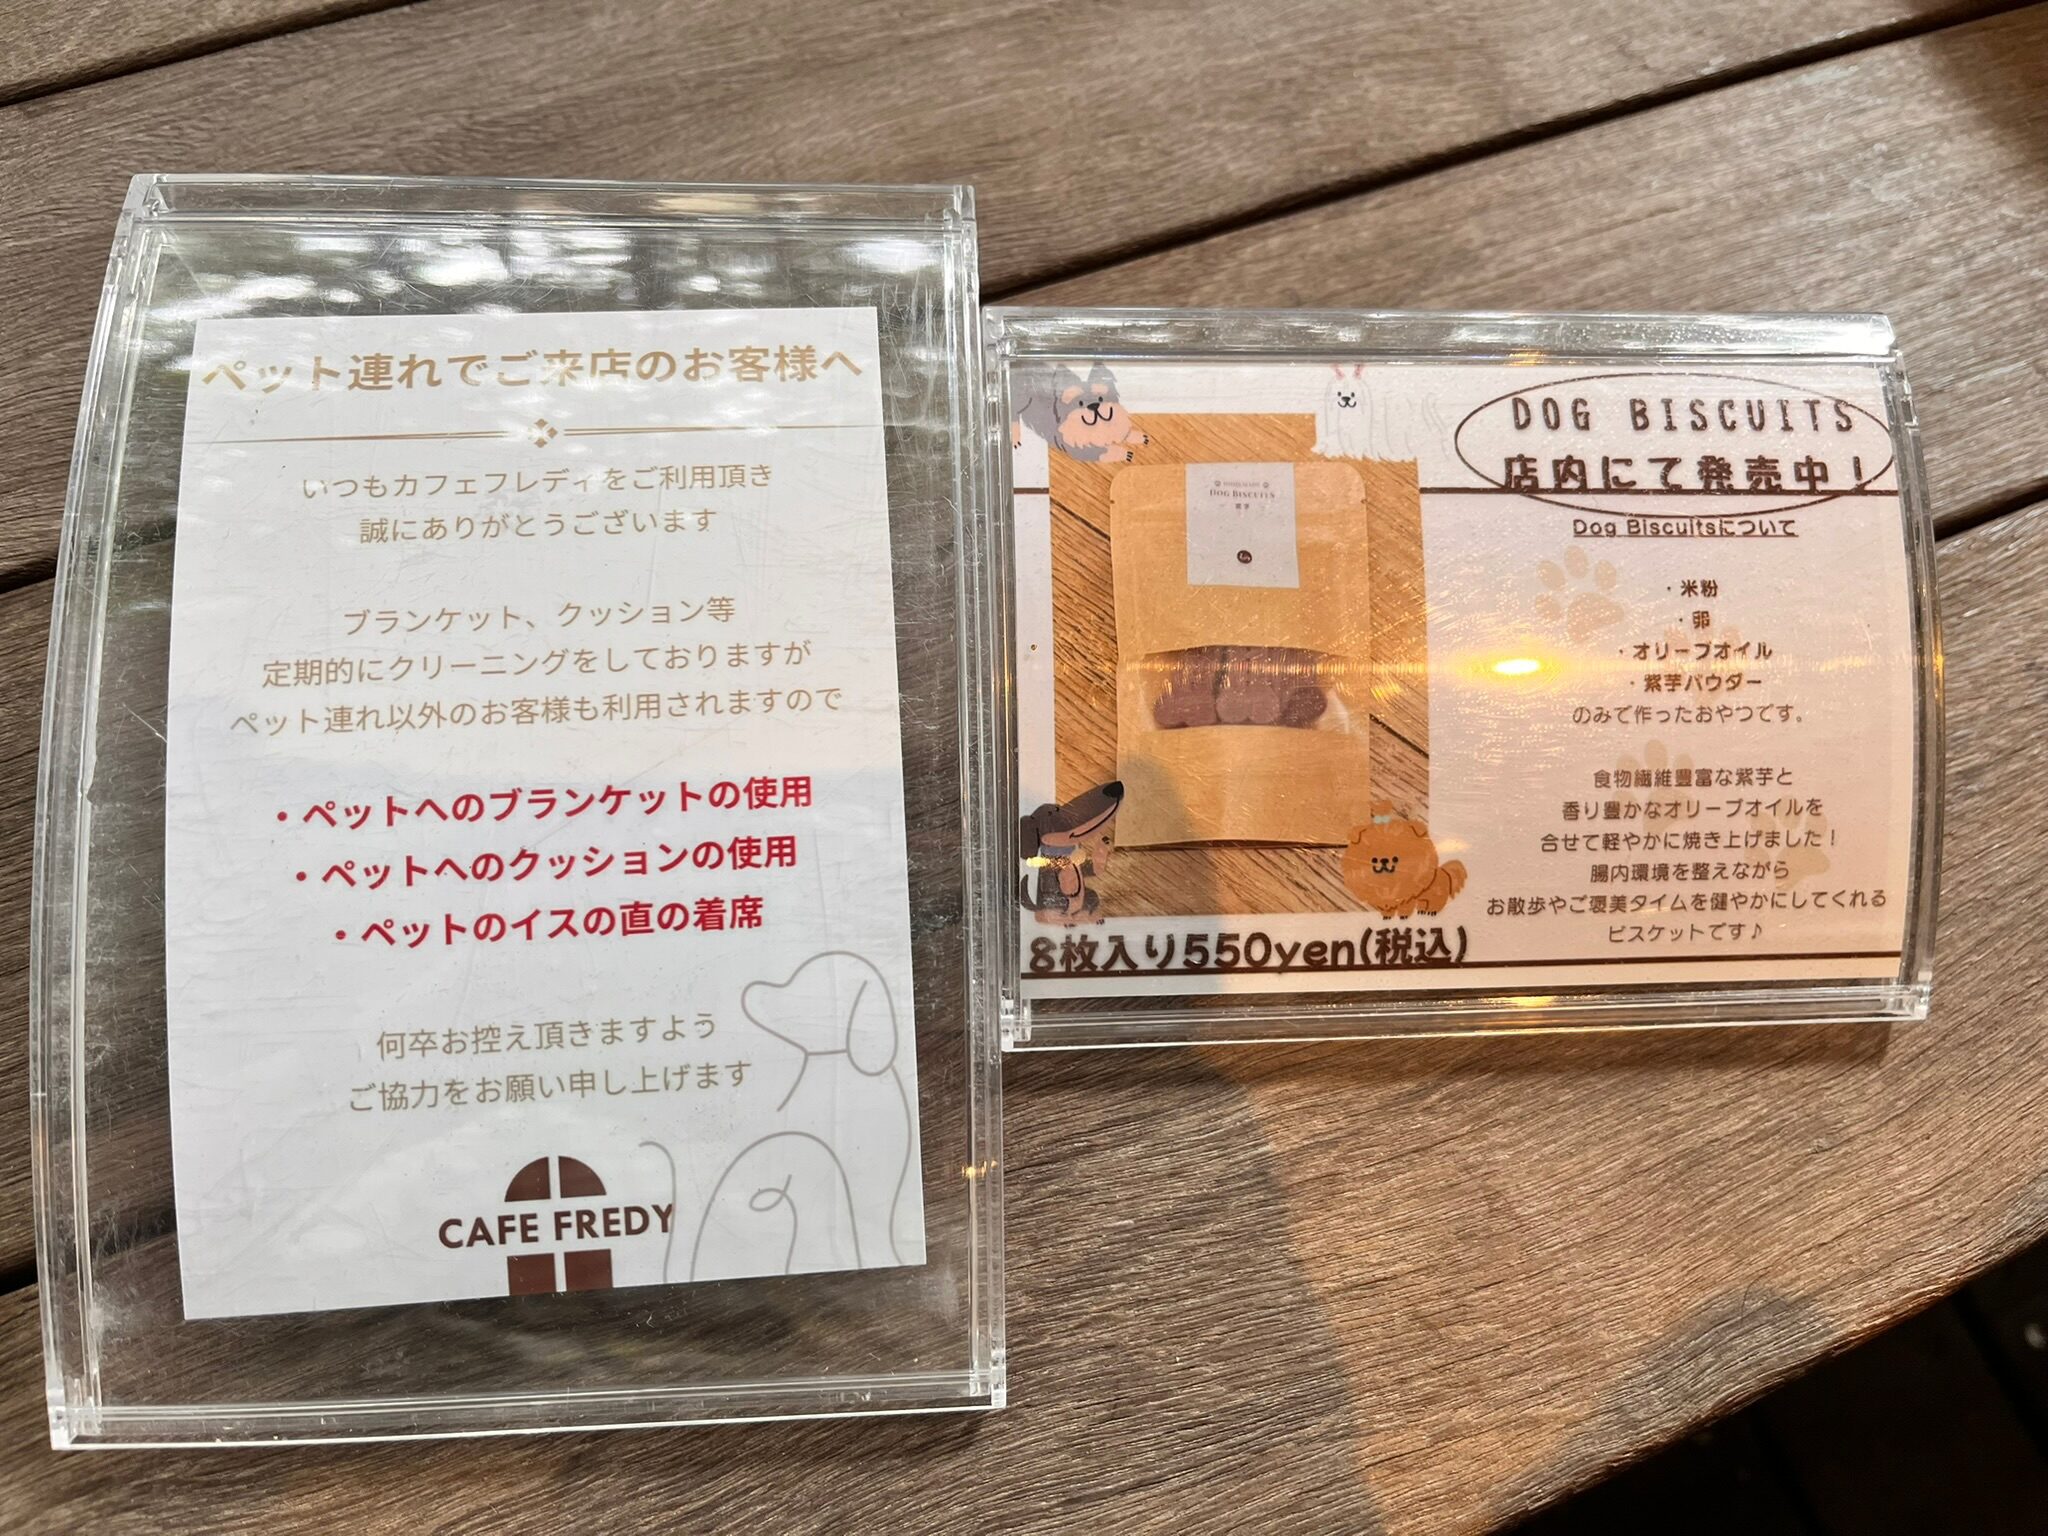 ペット連れでご来店のお客様へ
いつもカフェフレディをご利用頂き
誠にありがとうございます
ブランケット、クッション等
定期的にクリーニングをしておりますが
ペット連れ以外のお客様も利用されますので
・ペットへのブランケットの使用
・ペットへのクッションの使用
・ペットのイスの直の着席
何卒お控え頂きますよう
ご協力をお願い申し上げます
CAFE FREDY
DOG BISCUITS
店内にて発売中！
DOG BISCUITS
紫芋
Dog Biscuitsについて
・米粉
・卵
・オリーブオイル
・紫芋パウダー
のみで作ったおやつです。
食物繊維豊富な紫芋と
香り豊かなオリーブオイルを
合せて軽やかに焼き上げました！
腸内環境を整えながら
お散歩やご褒美タイムを健やかにしてくれる
ビスケットです♪
8枚入り550yen(税込)